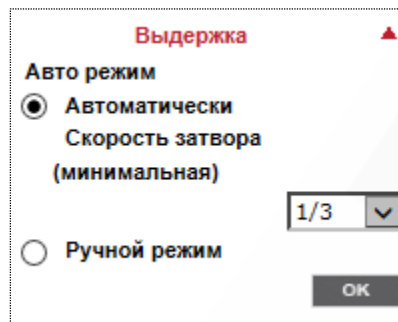 Выдержка
Авто режим
Автоматически
Скорость затвора
(минимальная)
1/3
Ручной режим
OK